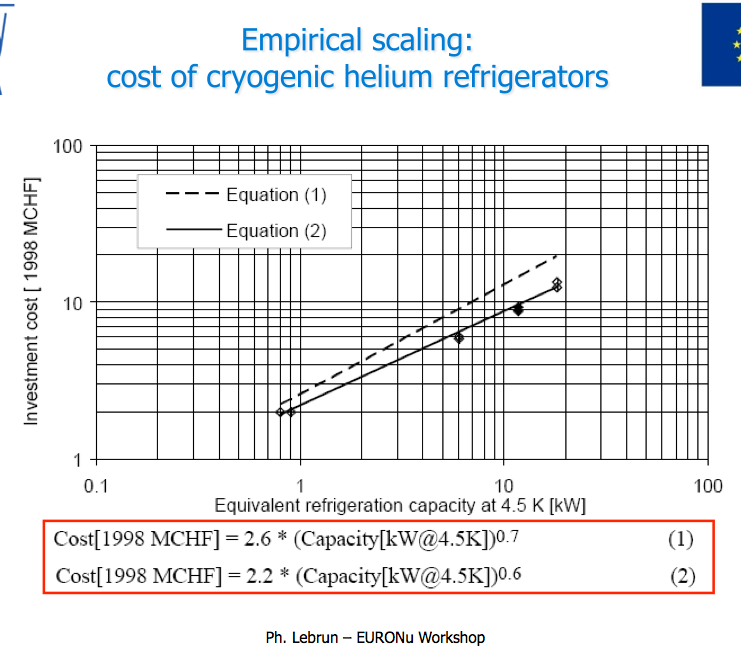 Empirical scaling:
cost of cryogenic helium refrigerators
100
Equation (1)
Equation (2)
Investment cost [ 1998 MCHF]
10
1
0.1
1
10
100
Equivalent refrigeration capacity at 4.5 K [kW]
Cost[1998 MCHF] = 2.6 * (Capacity[kW@4.5K])0.7 (1)
Cost[1998 MCHF] = 2.2 * (Capacity[kW@4.5K])0.6 (2)
Ph. Lebrun – EURONu Workshop